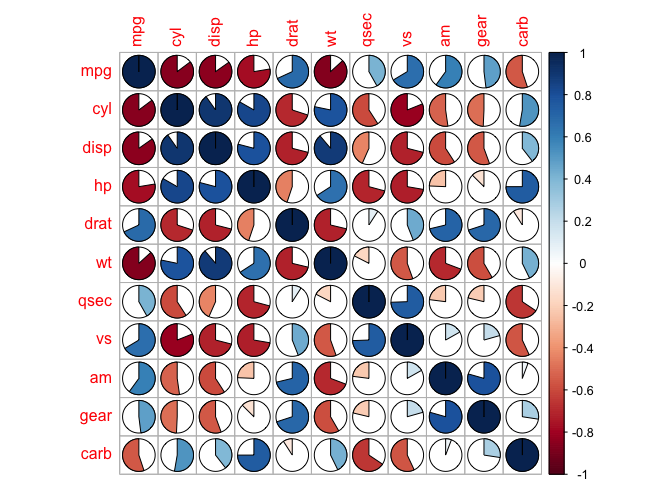 mpg cyl disp hp drat wt qsec vs am gear carb
mpg 1
cyl 0.8
disp 0.6
hp 0.4
drat 0.2
wt 0
qsec -0.2
vs -0.4
am -0.6
gear -0.8
carb -1